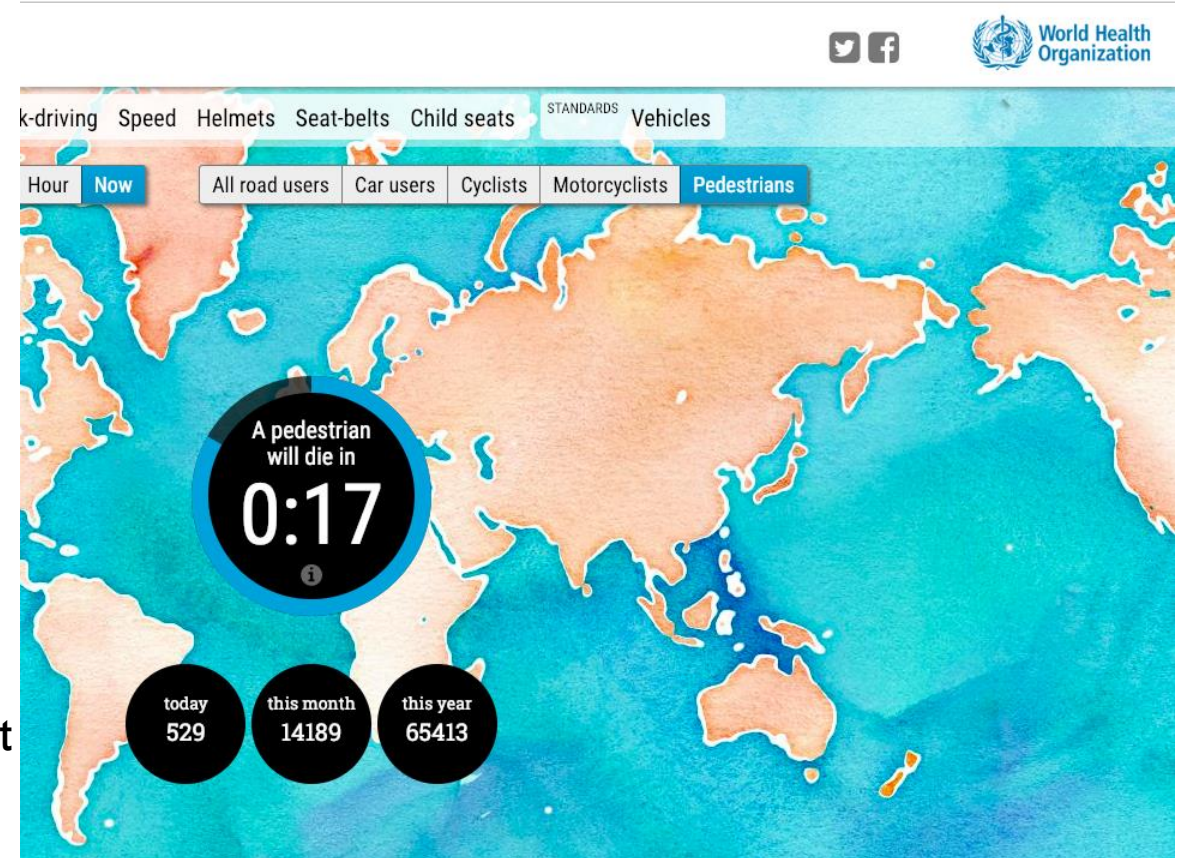 World Health
Organization
k-driving Speed Helmets Seat-belts Child seats STANDARDS Vehicles
Hour Now All road users Car users Cyclists Motorcyclists Pedestrians
A pedestrian
will die in
0:17
i
today this month this year
529 14189 65413
t